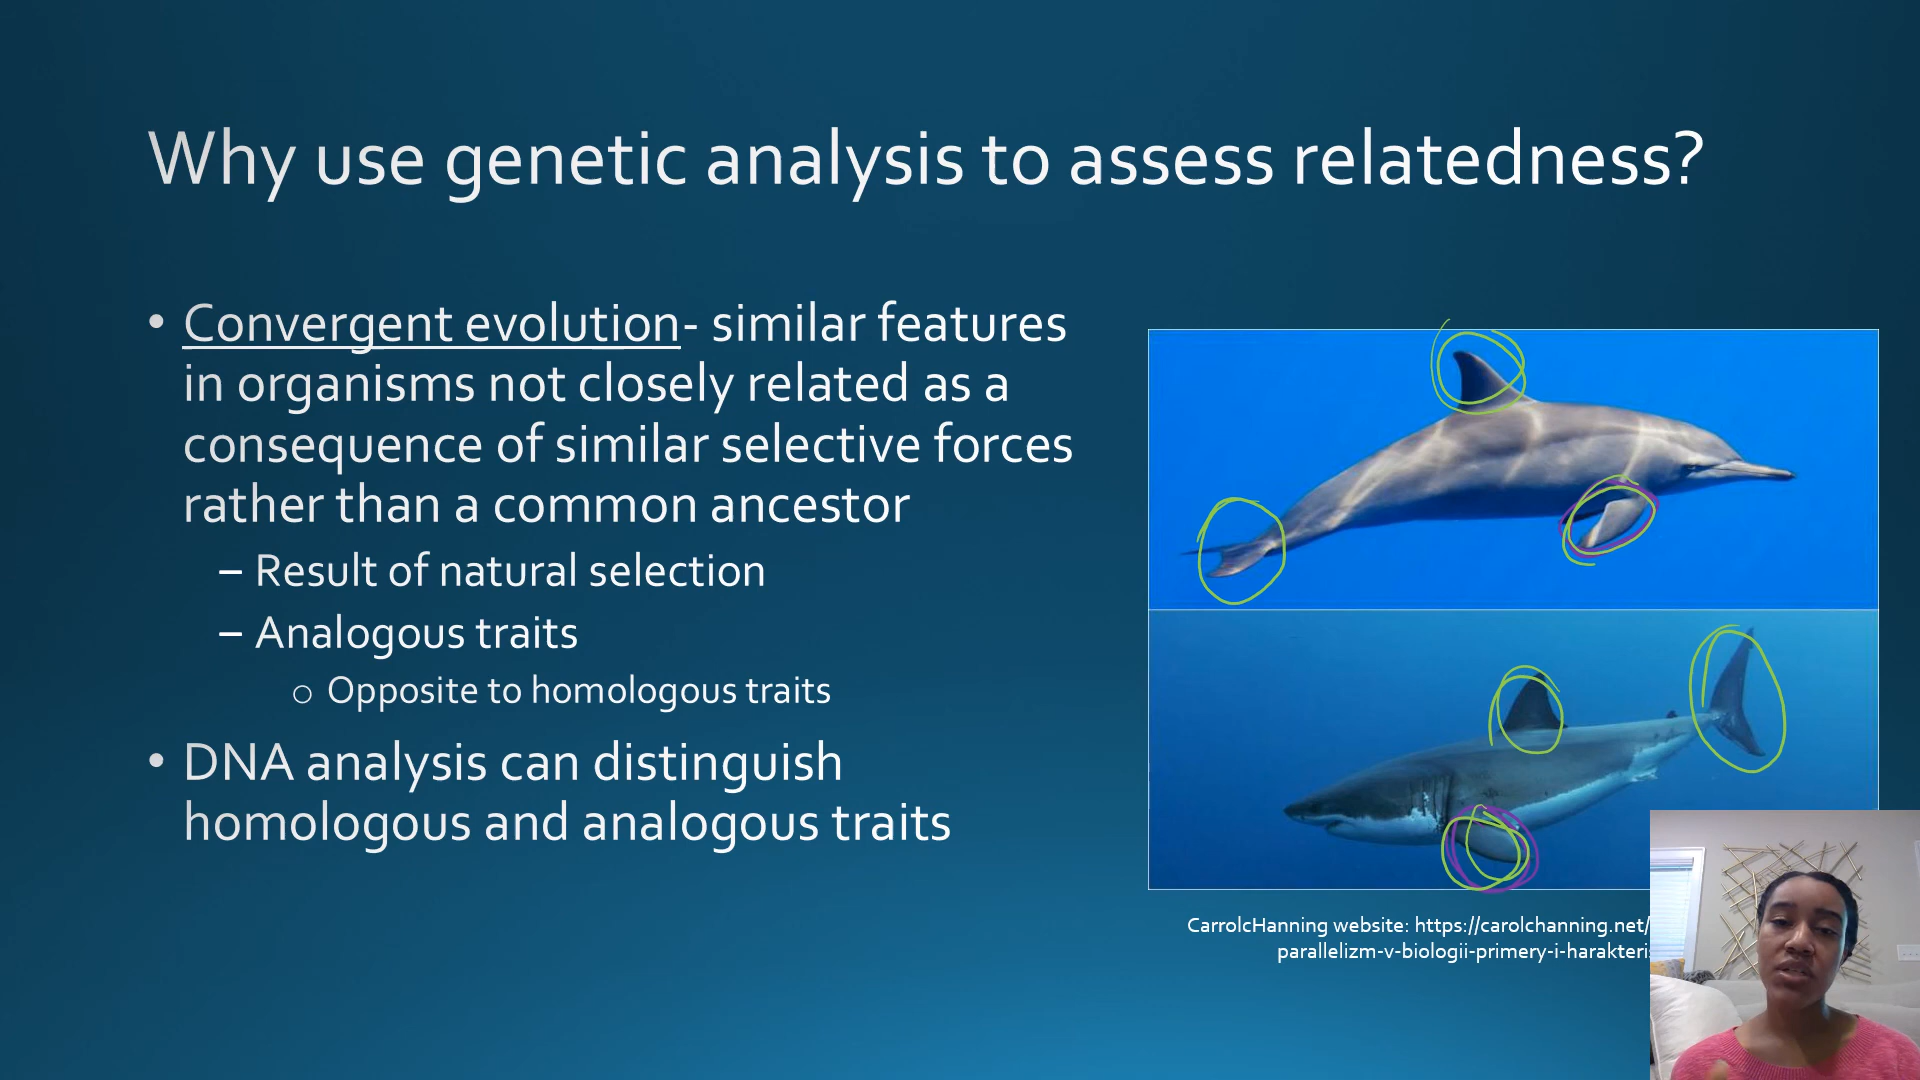 Why use genetic analysis to assess relatedness?
• Convergent evolution- similar features
in organisms not closely related as a
consequence of similar selective forces
rather than a common ancestor
– Result of natural selection
– Analogous traits
o Opposite to homologous traits
• DNA analysis can distinguish
homologous and analogous traits
CarrolcHanning website: https://carolchanning.net/
parallelizm-v-biologii-primery-i-harakteris